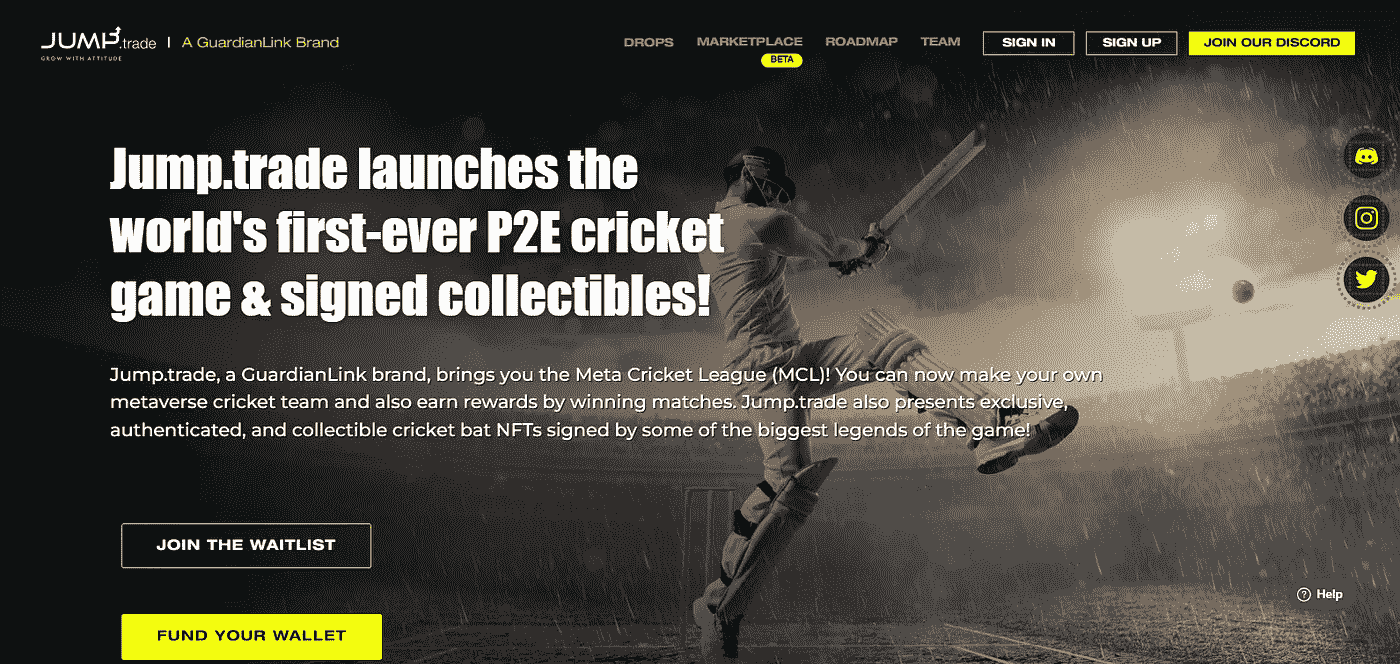 JUMP.trade | A GuardianLink Brand
GROW WITH ATTITUDE
DROPS MARKETPLACE ROADMAP TEAM SIGN IN SIGN UP JOIN OUR DISCORD
BETA
Jump.trade launches the
world's first-ever P2E cricket
game & signed collectibles!
Jump.trade, a GuardianLink brand, brings you the Meta Cricket League (MCL)! You can now make your own
metaverse cricket team and also earn rewards by winning matches. Jump.trade also presents exclusive,
authenticated, and collectible cricket bat NFTs signed by some of the biggest legends of the game!
JOIN THE WAITLIST
? Help
FUND YOUR WALLET